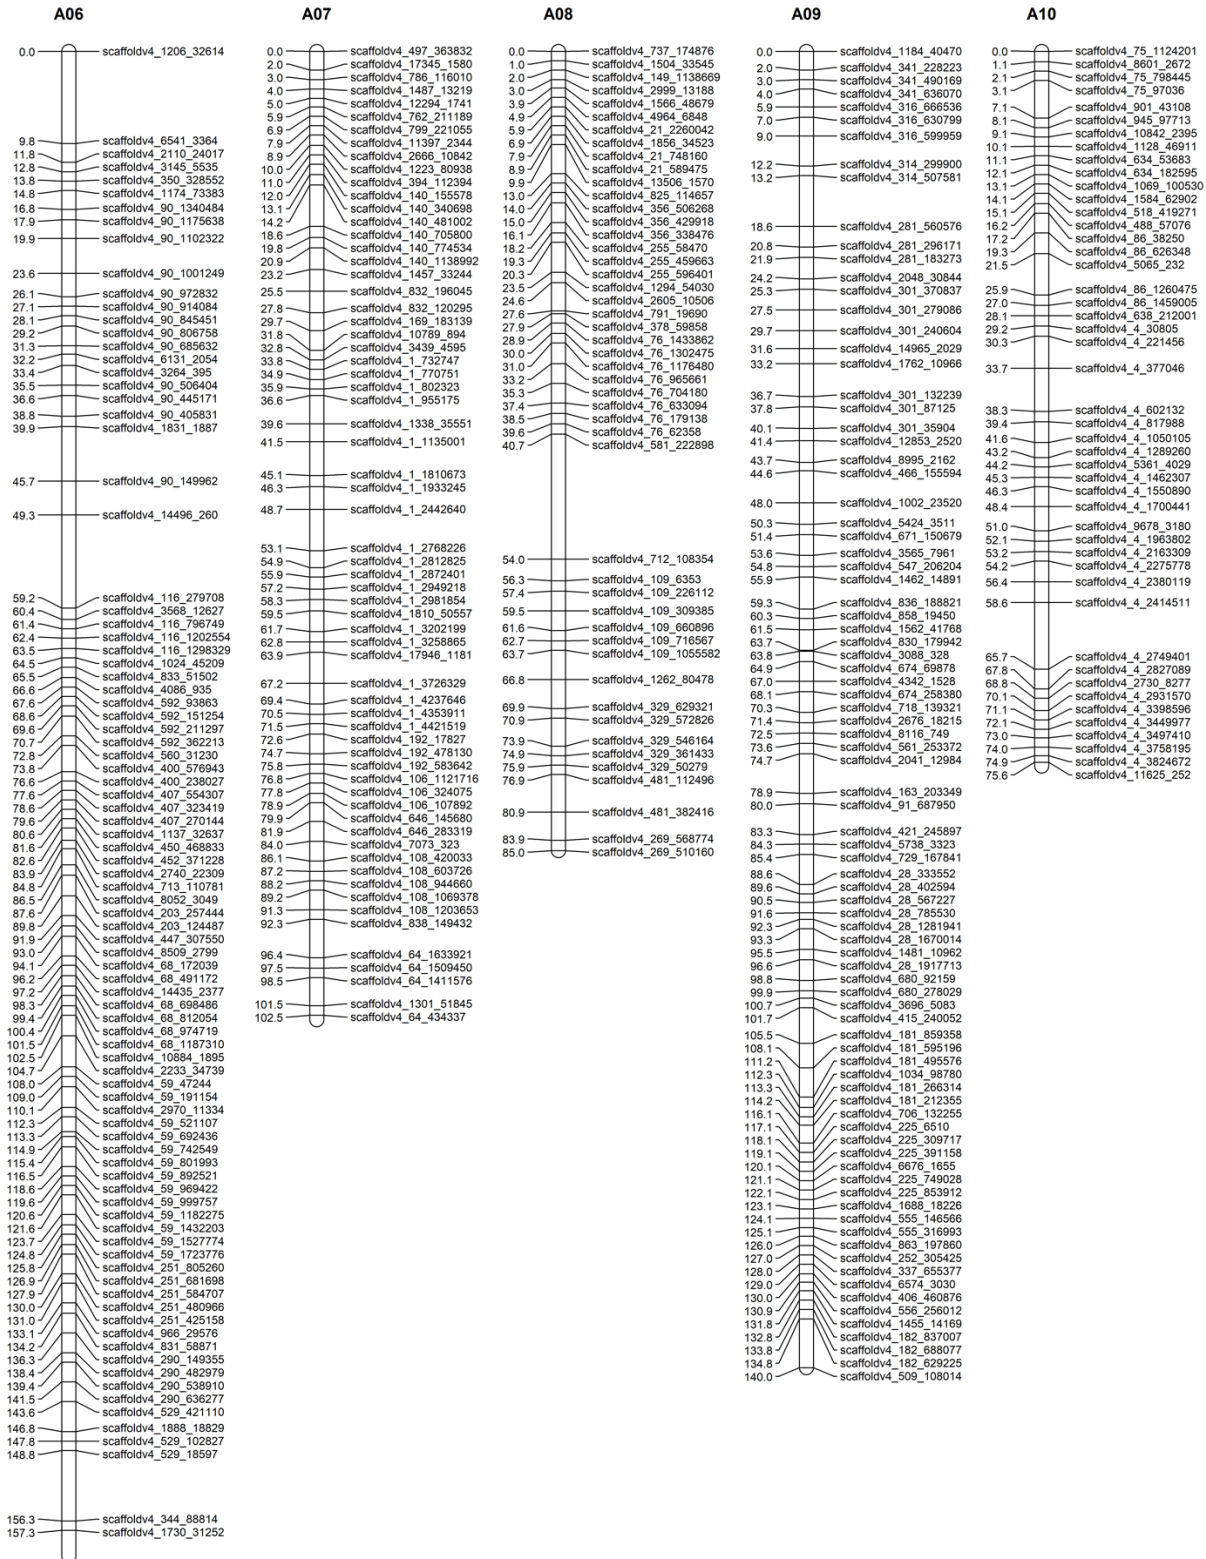 A06
0.0 scaffoldv4_1206_32614
9.8 scaffoldv4_6541_3364
11.8 scaffoldv4_2110_24017
12.8 scaffoldv4_3145_5535
13.8 scaffoldv4_350_328552
14.8 scaffoldv4_1174_73383
16.8 scaffoldv4_90_1340484
17.9 scaffoldv4_90_1175638
19.9 scaffoldv4_90_1102322
23.6 scaffoldv4_90_1001249
26.1 scaffoldv4_90_972832
27.1 scaffoldv4_90_914084
28.1 scaffoldv4_90_845451
29.2 scaffoldv4_90_806758
31.3 scaffoldv4_90_685632
32.2 scaffoldv4_6131_2054
33.4 scaffoldv4_3264_395
35.5 scaffoldv4_90_506404
36.6 scaffoldv4_90_445171
38.8 scaffoldv4_90_405831
39.9 scaffoldv4_1831_1887
45.7 scaffoldv4_90_149962
49.3 scaffoldv4_14496_260
59.2 scaffoldv4_116_279708
60.4 scaffoldv4_3568_12627
61.4 scaffoldv4_116_796749
62.4 scaffoldv4_116_1202554
63.5 scaffoldv4_116_1298329
64.5 scaffoldv4_1024_45209
65.5 scaffoldv4_833_51502
66.6 scaffoldv4_4086_935
67.6 scaffoldv4_592_93863
68.6 scaffoldv4_592_151254
69.6 scaffoldv4_592_211297
70.7 scaffoldv4_592_362213
72.8 scaffoldv4_560_31230
73.8 scaffoldv4_400_576943
76.6 scaffoldv4_400_238027
77.6 scaffoldv4_407_554307
78.6 scaffoldv4_407_323419
79.6 scaffoldv4_407_270144
80.6 scaffoldv4_1137_32637
81.6 scaffoldv4_450_468833
82.6 scaffoldv4_452_371228
83.9 scaffoldv4_2740_22309
84.8 scaffoldv4_713_110781
86.5 scaffoldv4_8052_3049
87.6 scaffoldv4_203_257444
89.8 scaffoldv4_203_124487
91.9 scaffoldv4_447_307550
93.0 scaffoldv4_8509_2799
94.1 scaffoldv4_68_172039
96.2 scaffoldv4_68_491172
97.2 scaffoldv4_14435_2377
98.3 scaffoldv4_68_698486
99.4 scaffoldv4_68_812054
100.4 scaffoldv4_68_974719
101.5 scaffoldv4_68_1187310
102.5 scaffoldv4_10884_1895
104.7 scaffoldv4_2233_34739
108.0 scaffoldv4_59_47244
109.0 scaffoldv4_59_191154
110.1 scaffoldv4_2970_11334
112.3 scaffoldv4_59_521107
113.3 scaffoldv4_59_692436
114.9 scaffoldv4_59_742549
115.4 scaffoldv4_59_801993
116.5 scaffoldv4_59_892521
118.6 scaffoldv4_59_969422
119.6 scaffoldv4_59_999757
120.6 scaffoldv4_59_1182275
121.6 scaffoldv4_59_1432203
123.7 scaffoldv4_59_1527774
124.8 scaffoldv4_59_1723776
125.8 scaffoldv4_251_805260
126.9 scaffoldv4_251_681698
127.9 scaffoldv4_251_584707
130.0 scaffoldv4_251_480966
131.0 scaffoldv4_251_425158
133.1 scaffoldv4_966_29576
134.2 scaffoldv4_831_58871
136.3 scaffoldv4_290_149355
138.4 scaffoldv4_290_482979
139.4 scaffoldv4_290_538910
141.5 scaffoldv4_290_636277
143.6 scaffoldv4_529_421110
146.8 scaffoldv4_1888_18829
147.8 scaffoldv4_529_102827
148.8 scaffoldv4_529_18597
156.3 scaffoldv4_344_88814
157.3 scaffoldv4_1730_31252
A07
0.0 scaffoldv4_497_363832
2.0 scaffoldv4_17345_1580
3.0 scaffoldv4_786_116010
4.0 scaffoldv4_1487_13219
5.0 scaffoldv4_12294_1741
5.9 scaffoldv4_762_211189
6.9 scaffoldv4_799_221055
7.9 scaffoldv4_11397_2344
8.9 scaffoldv4_2666_10842
10.0 scaffoldv4_1223_80938
11.0 scaffoldv4_394_112394
12.0 scaffoldv4_140_155578
13.1 scaffoldv4_140_340698
14.2 scaffoldv4_140_481002
18.6 scaffoldv4_140_705800
19.8 scaffoldv4_140_774534
20.9 scaffoldv4_140_1138992
23.2 scaffoldv4_1457_33244
25.5 scaffoldv4_832_196045
27.8 scaffoldv4_832_120295
29.7 scaffoldv4_169_183139
31.8 scaffoldv4_10789_894
32.8 scaffoldv4_3439_4595
33.8 scaffoldv4_1_732747
34.9 scaffoldv4_1_770751
35.9 scaffoldv4_1_802323
36.6 scaffoldv4_1_955175
39.6 scaffoldv4_1338_35551
41.5 scaffoldv4_1_1135001
45.1 scaffoldv4_1_1810673
46.3 scaffoldv4_1_1933245
48.7 scaffoldv4_1_2442640
53.1 scaffoldv4_1_2768226
54.9 scaffoldv4_1_2812825
55.9 scaffoldv4_1_2872401
57.2 scaffoldv4_1_2949218
58.3 scaffoldv4_1_2981854
59.5 scaffoldv4_1810_50557
61.7 scaffoldv4_1_3202199
62.8 scaffoldv4_1_3258865
63.9 scaffoldv4_17946_1181
67.2 scaffoldv4_1_3726329
69.4 scaffoldv4_1_4237646
70.5 scaffoldv4_1_4353911
71.5 scaffoldv4_1_4421519
72.6 scaffoldv4_192_17827
74.7 scaffoldv4_192_478130
75.8 scaffoldv4_192_583642
76.8 scaffoldv4_106_1121716
77.8 scaffoldv4_106_324075
78.9 scaffoldv4_106_107892
79.9 scaffoldv4_646_145680
81.9 scaffoldv4_646_283319
84.0 scaffoldv4_7073_323
86.1 scaffoldv4_108_420033
87.2 scaffoldv4_108_603726
88.2 scaffoldv4_108_944660
89.2 scaffoldv4_108_1069378
91.3 scaffoldv4_108_1203653
92.3 scaffoldv4_838_149432
96.4 scaffoldv4_64_1633921
97.5 scaffoldv4_64_1509450
98.5 scaffoldv4_64_1411576
101.5 scaffoldv4_1301_51845
102.5 scaffoldv4_64_434337
A08
0.0 scaffoldv4_737_174876
1.0 scaffoldv4_1504_33545
2.0 scaffoldv4_149_1138669
3.0 scaffoldv4_2999_13188
3.9 scaffoldv4_1566_48679
4.9 scaffoldv4_4964_6848
5.9 scaffoldv4_21_2260042
6.9 scaffoldv4_1856_34523
7.9 scaffoldv4_21_748160
8.9 scaffoldv4_21_589475
9.9 scaffoldv4_13506_1570
13.0 scaffoldv4_825_114657
14.0 scaffoldv4_356_506268
15.0 scaffoldv4_356_429918
16.1 scaffoldv4_356_338476
18.2 scaffoldv4_255_58470
19.3 scaffoldv4_255_459663
20.3 scaffoldv4_255_596401
23.5 scaffoldv4_1294_54030
24.6 scaffoldv4_2605_10506
27.6 scaffoldv4_791_19690
27.9 scaffoldv4_378_59858
28.9 scaffoldv4_76_1433862
30.0 scaffoldv4_76_1302475
31.0 scaffoldv4_76_1176480
33.2 scaffoldv4_76_965661
35.3 scaffoldv4_76_704180
37.4 scaffoldv4_76_633094
38.5 scaffoldv4_76_179138
39.6 scaffoldv4_76_62358
40.7 scaffoldv4_581_222898
54.0 scaffoldv4_712_108354
56.3 scaffoldv4_109_6353
57.4 scaffoldv4_109_226112
59.5 scaffoldv4_109_309385
61.6 scaffoldv4_109_660896
62.7 scaffoldv4_109_716567
63.7 scaffoldv4_109_1055582
66.8 scaffoldv4_1262_80478
69.9 scaffoldv4_329_629321
70.9 scaffoldv4_329_572826
73.9 scaffoldv4_329_546164
74.9 scaffoldv4_329_361433
75.9 scaffoldv4_329_50279
76.9 scaffoldv4_481_112496
80.9 scaffoldv4_481_382416
83.9 scaffoldv4_269_568774
85.0 scaffoldv4_269_510160
A09
0.0 scaffoldv4_1184_40470
2.0 scaffoldv4_341_228223
3.0 scaffoldv4_341_490169
4.0 scaffoldv4_341_636070
5.9 scaffoldv4_316_666536
7.0 scaffoldv4_316_630799
9.0 scaffoldv4_316_599959
12.2 scaffoldv4_314_299900
13.2 scaffoldv4_314_507581
18.6 scaffoldv4_281_560576
20.8 scaffoldv4_281_296171
21.9 scaffoldv4_281_183273
24.2 scaffoldv4_2048_30844
25.3 scaffoldv4_301_370837
27.5 scaffoldv4_301_279086
29.7 scaffoldv4_301_240604
31.6 scaffoldv4_14965_2029
33.2 scaffoldv4_1762_10966
36.7 scaffoldv4_301_132239
37.8 scaffoldv4_301_87125
40.1 scaffoldv4_301_35904
41.4 scaffoldv4_12853_2520
43.7 scaffoldv4_8995_2162
44.6 scaffoldv4_466_155594
48.0 scaffoldv4_1002_23520
50.3 scaffoldv4_5424_3511
51.4 scaffoldv4_671_150679
53.6 scaffoldv4_3565_7961
54.8 scaffoldv4_547_206204
55.9 scaffoldv4_1462_14891
59.3 scaffoldv4_836_188821
60.3 scaffoldv4_858_19450
61.5 scaffoldv4_1562_41768
63.7 scaffoldv4_830_179942
63.8 scaffoldv4_3088_328
64.9 scaffoldv4_674_69878
67.0 scaffoldv4_4342_1528
68.1 scaffoldv4_674_258380
70.3 scaffoldv4_718_139321
71.4 scaffoldv4_2676_18215
72.5 scaffoldv4_8116_749
73.6 scaffoldv4_561_253372
74.7 scaffoldv4_2041_12984
78.9 scaffoldv4_163_203349
80.0 scaffoldv4_91_687950
83.3 scaffoldv4_421_245897
84.3 scaffoldv4_5738_3323
85.4 scaffoldv4_729_167841
88.6 scaffoldv4_28_333552
89.6 scaffoldv4_28_402594
90.5 scaffoldv4_28_567227
91.6 scaffoldv4_28_785530
92.3 scaffoldv4_28_1281941
93.3 scaffoldv4_28_1670014
95.5 scaffoldv4_1481_10962
96.6 scaffoldv4_28_1917713
98.8 scaffoldv4_680_92159
99.9 scaffoldv4_680_278029
100.7 scaffoldv4_3696_5083
101.7 scaffoldv4_415_240052
105.5 scaffoldv4_181_859358
108.1 scaffoldv4_181_595196
111.2 scaffoldv4_181_495576
112.3 scaffoldv4_1034_98780
113.3 scaffoldv4_181_266314
114.2 scaffoldv4_181_212355
116.1 scaffoldv4_706_132255
117.1 scaffoldv4_225_6510
118.1 scaffoldv4_225_309717
119.1 scaffoldv4_225_391158
120.1 scaffoldv4_6676_1655
121.1 scaffoldv4_225_749028
122.1 scaffoldv4_225_853912
123.1 scaffoldv4_1688_18226
124.1 scaffoldv4_555_146566
125.1 scaffoldv4_555_316993
126.0 scaffoldv4_863_197860
127.0 scaffoldv4_252_305425
128.0 scaffoldv4_337_655377
129.0 scaffoldv4_6574_3030
130.0 scaffoldv4_406_460876
130.9 scaffoldv4_556_256012
131.8 scaffoldv4_1455_14169
132.8 scaffoldv4_182_837007
133.8 scaffoldv4_182_688077
134.8 scaffoldv4_182_629225
140.0 scaffoldv4_509_108014
A10
0.0 scaffoldv4_75_1124201
1.1 scaffoldv4_8601_2672
2.1 scaffoldv4_75_798445
3.1 scaffoldv4_75_97036
7.1 scaffoldv4_901_43108
8.1 scaffoldv4_945_97713
9.1 scaffoldv4_10842_2395
10.1 scaffoldv4_1128_46911
11.1 scaffoldv4_634_53683
12.1 scaffoldv4_634_182595
13.1 scaffoldv4_1069_100530
14.1 scaffoldv4_1584_62902
15.1 scaffoldv4_518_419271
16.2 scaffoldv4_488_57076
17.2 scaffoldv4_86_38250
19.3 scaffoldv4_86_626348
21.5 scaffoldv4_5065_232
25.9 scaffoldv4_86_1260475
27.0 scaffoldv4_86_1459005
28.1 scaffoldv4_638_212001
29.2 scaffoldv4_4_30805
30.3 scaffoldv4_4_221456
33.7 scaffoldv4_4_377046
38.3 scaffoldv4_4_602132
39.4 scaffoldv4_4_817988
41.6 scaffoldv4_4_1050105
43.2 scaffoldv4_4_1289260
44.2 scaffoldv4_5361_4029
45.3 scaffoldv4_4_1462307
46.3 scaffoldv4_4_1550890
48.4 scaffoldv4_4_1700441
51.0 scaffoldv4_9678_3180
52.1 scaffoldv4_4_1963802
53.2 scaffoldv4_4_2163309
54.2 scaffoldv4_4_2275778
56.4 scaffoldv4_4_2380119
58.6 scaffoldv4_4_2414511
65.7 scaffoldv4_4_2749401
67.8 scaffoldv4_4_2827089
68.8 scaffoldv4_2730_8277
70.1 scaffoldv4_4_2931570
71.1 scaffoldv4_4_3398596
72.1 scaffoldv4_4_3449977
73.0 scaffoldv4_4_3497410
74.0 scaffoldv4_4_3758195
74.9 scaffoldv4_4_3824672
75.6 scaffoldv4_11625_252